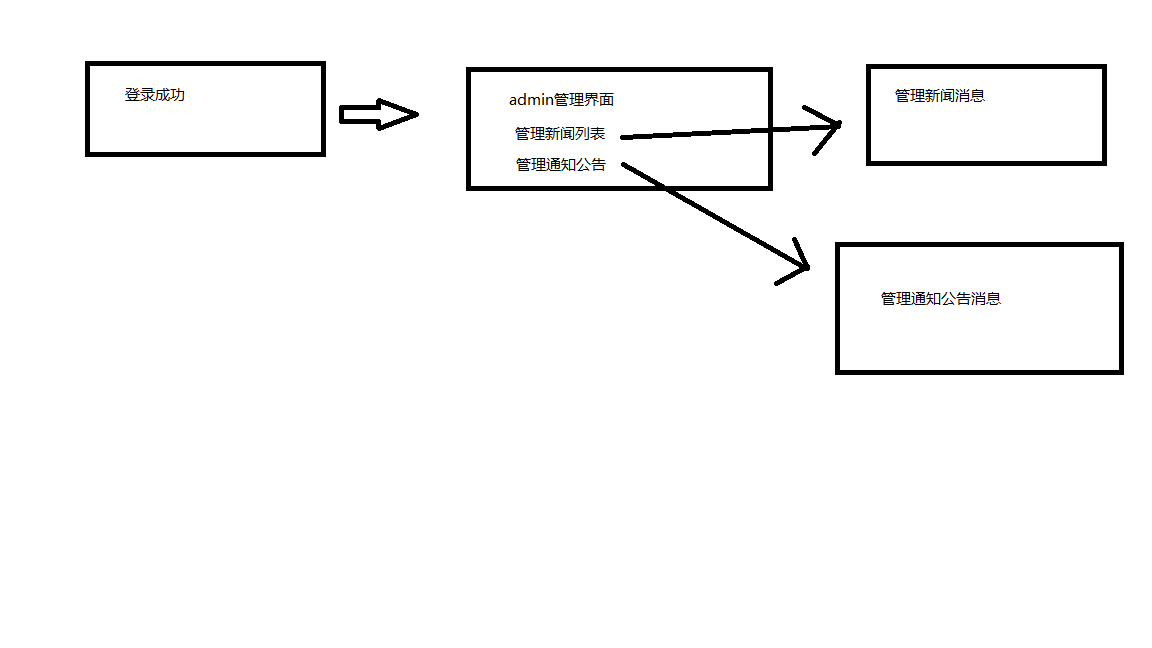 登录成功
admin管理界面
管理新闻列表
管理通知公告
管理新闻消息
管理通知公告消息